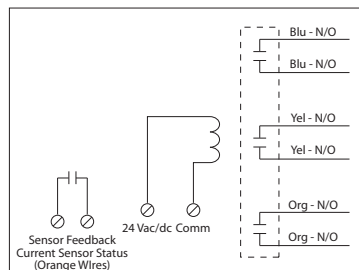 Blu - N/O
Blu - N/O
Yel - N/O
Yel - N/O
24 Vac/dc Comm
Org - N/O
Org - N/O
Sensor Feedback
Current Sensor Status
(Orange WIres)